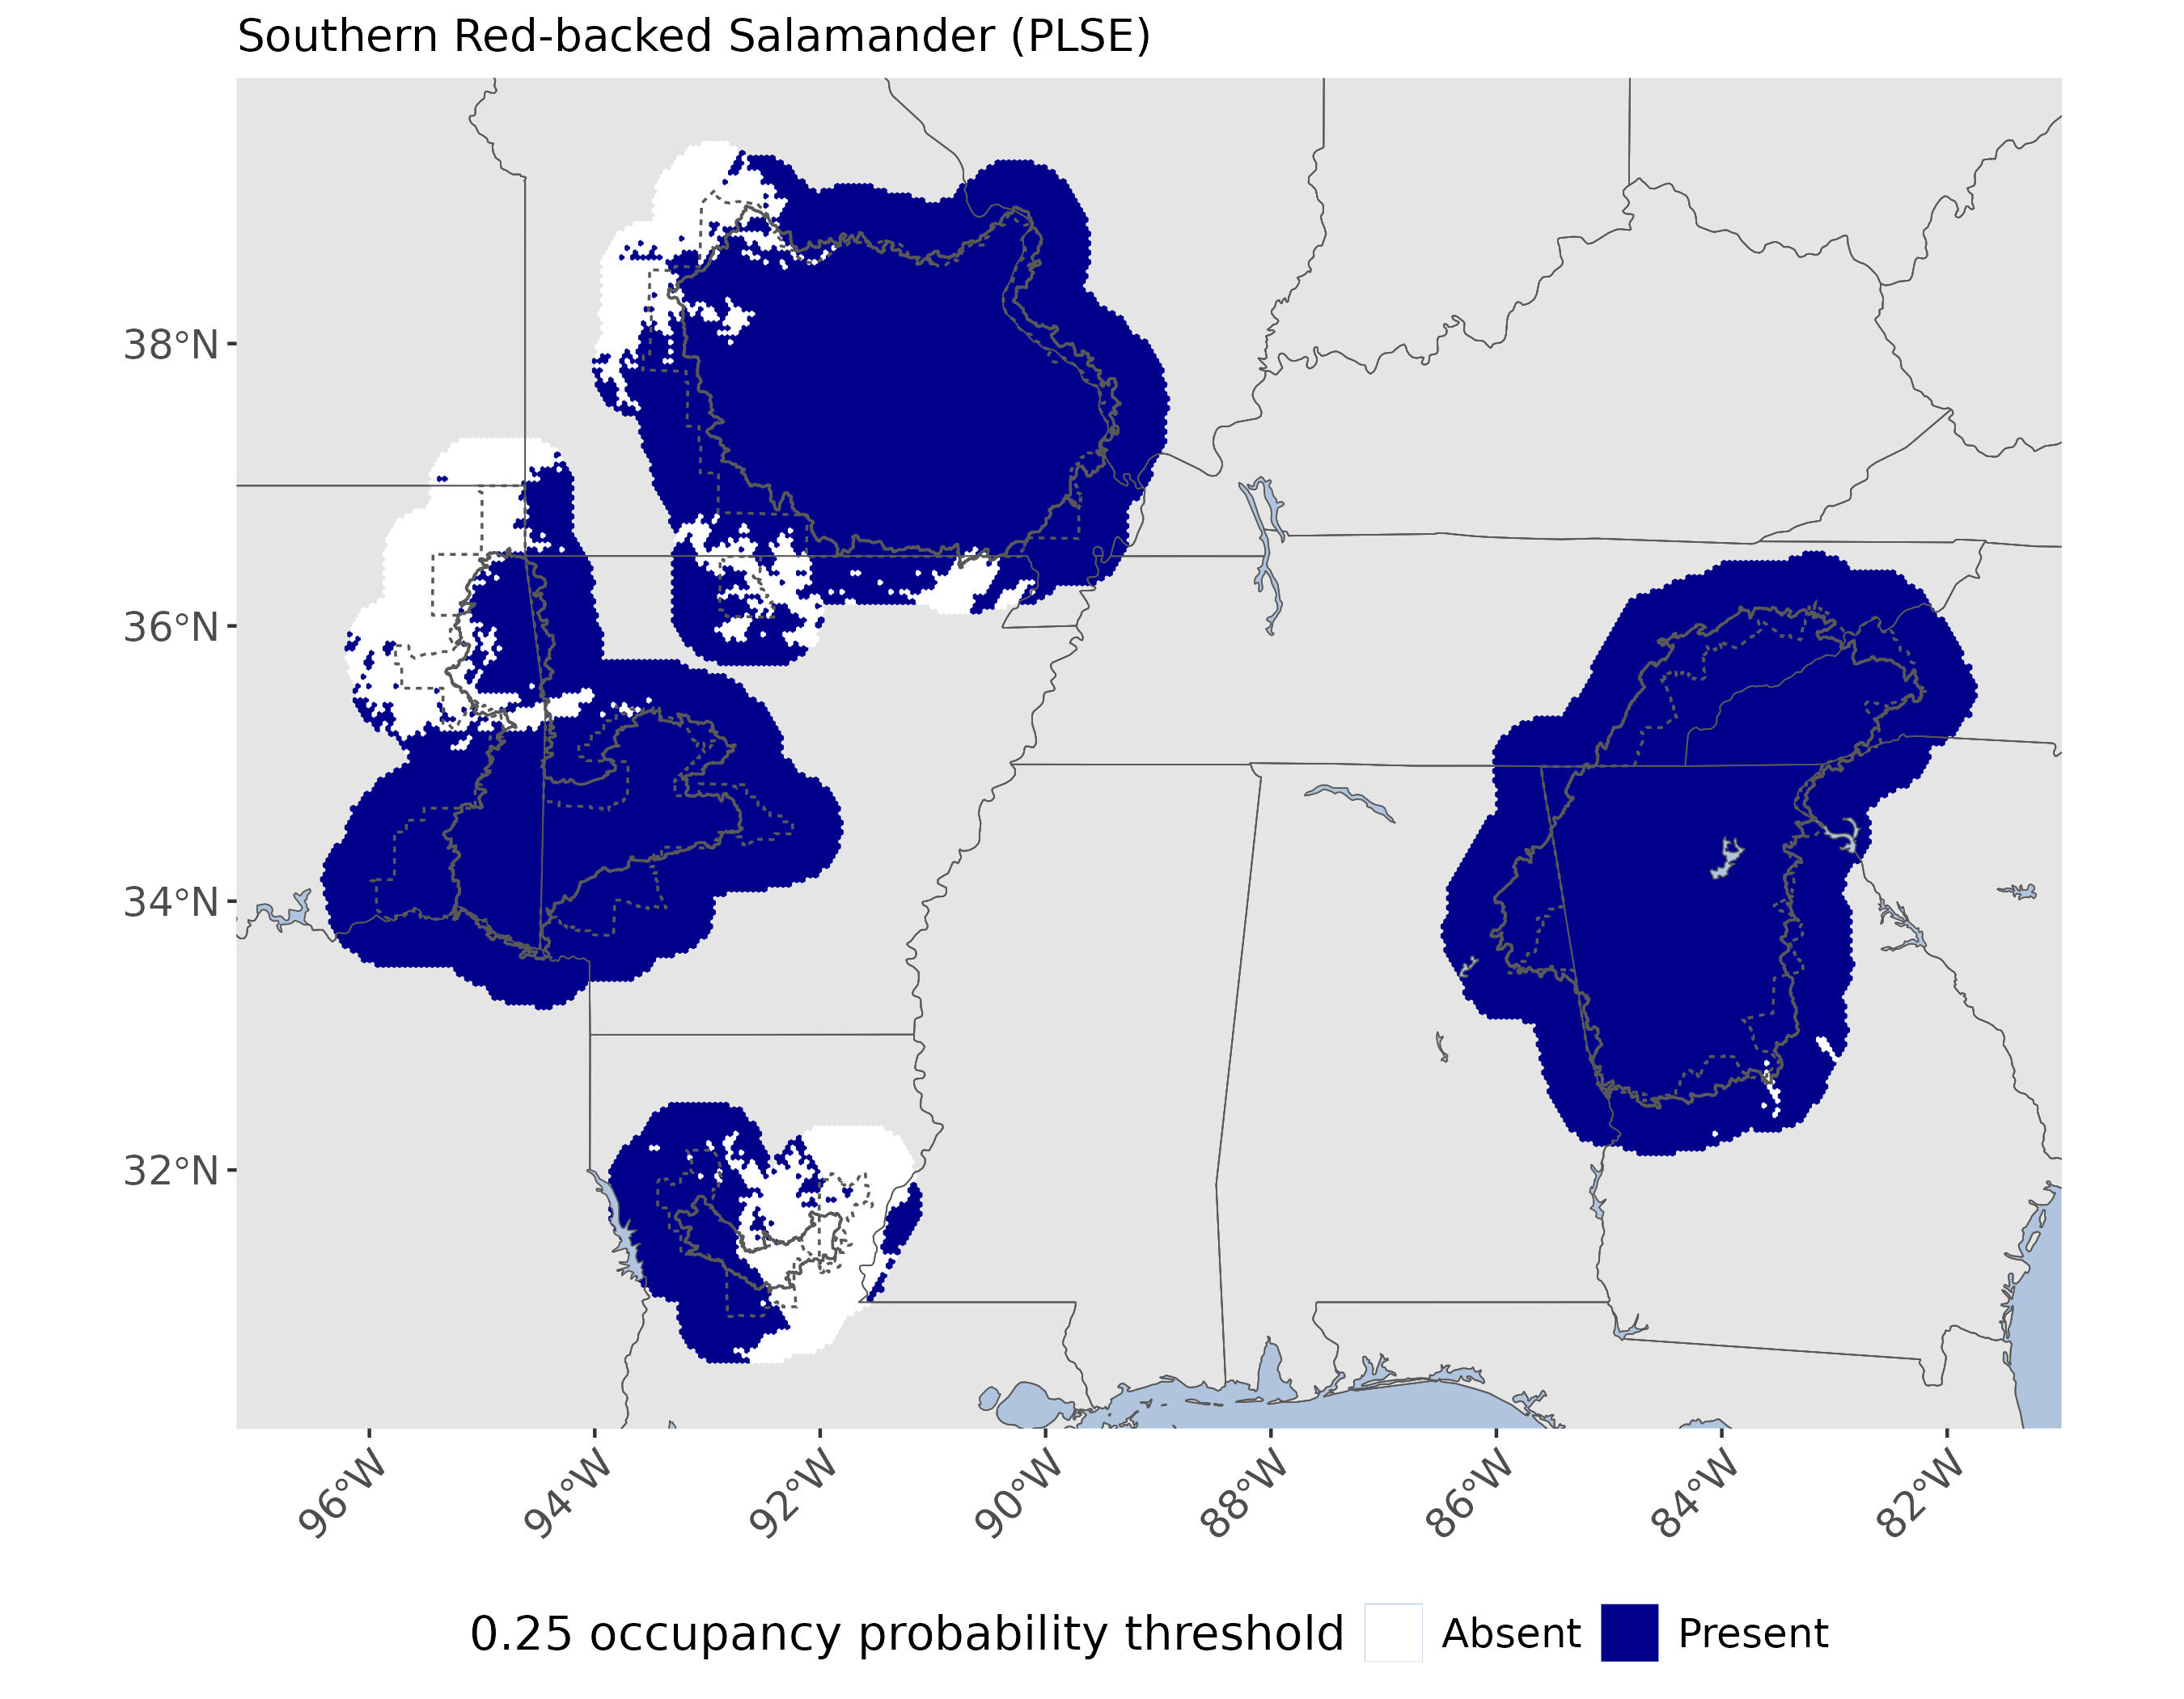 Southern Red-backed Salamander (PLSE)
38°N
36°N
34°N
32°N
96°W
94°W
92°W
90°W
88°W
86°W
84°W
82°W
0.25 occupancy probability threshold Absent Present